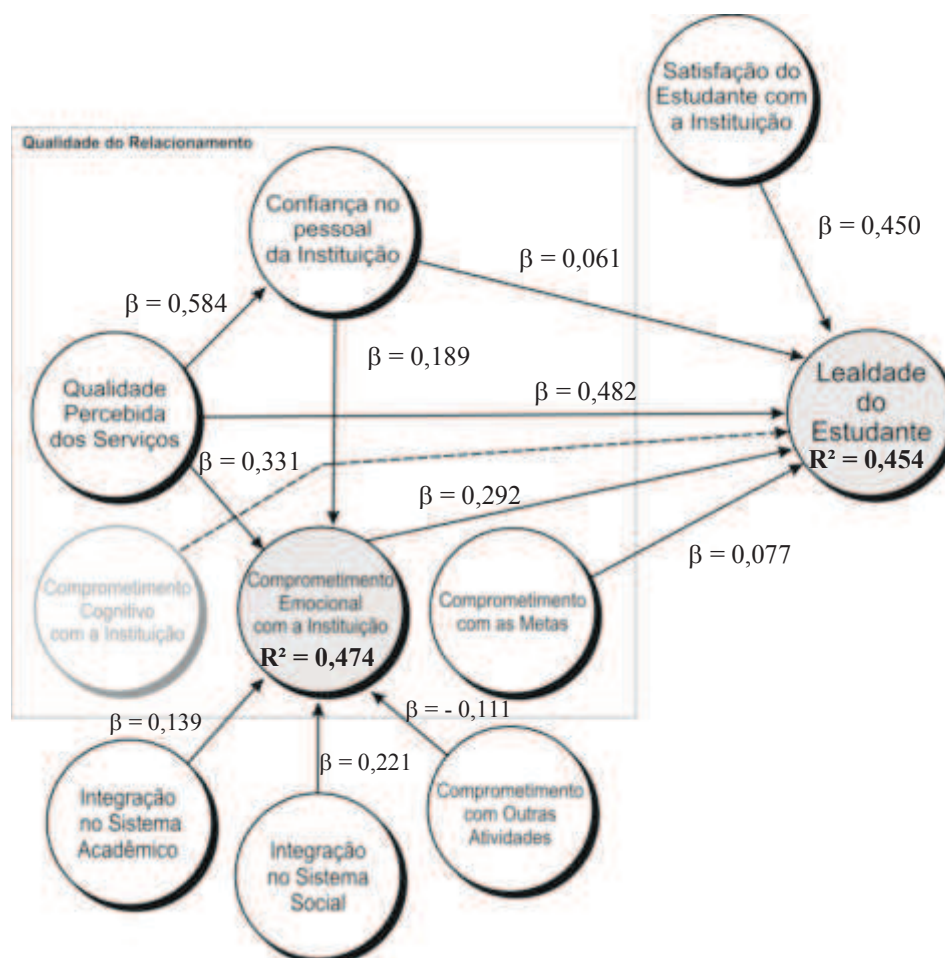 Satisfação do
Estudante com
a Instituição
Qualidade do Relacionamento
Confiança no
pessoal
da Instituição
β = 0,450
β = 0,061
β = 0,584
β = 0,189
Qualidade
Percebida
dos Serviços
β = 0,482
Lealdade
do
Estudante
R² = 0,454
β = 0,331
β = 0,292
β = 0,077
Comprometimento
Cognitivo
com a Instituição
Comprometimento
Emocional
com a Instituição
R² = 0,474
Comprometimento
com as Metas
β = 0,139
β = - 0,111
β = 0,221
Integração
no Sistema
Acadêmico
Integração
no Sistema
Social
Comprometimento
com Outras
Atividades